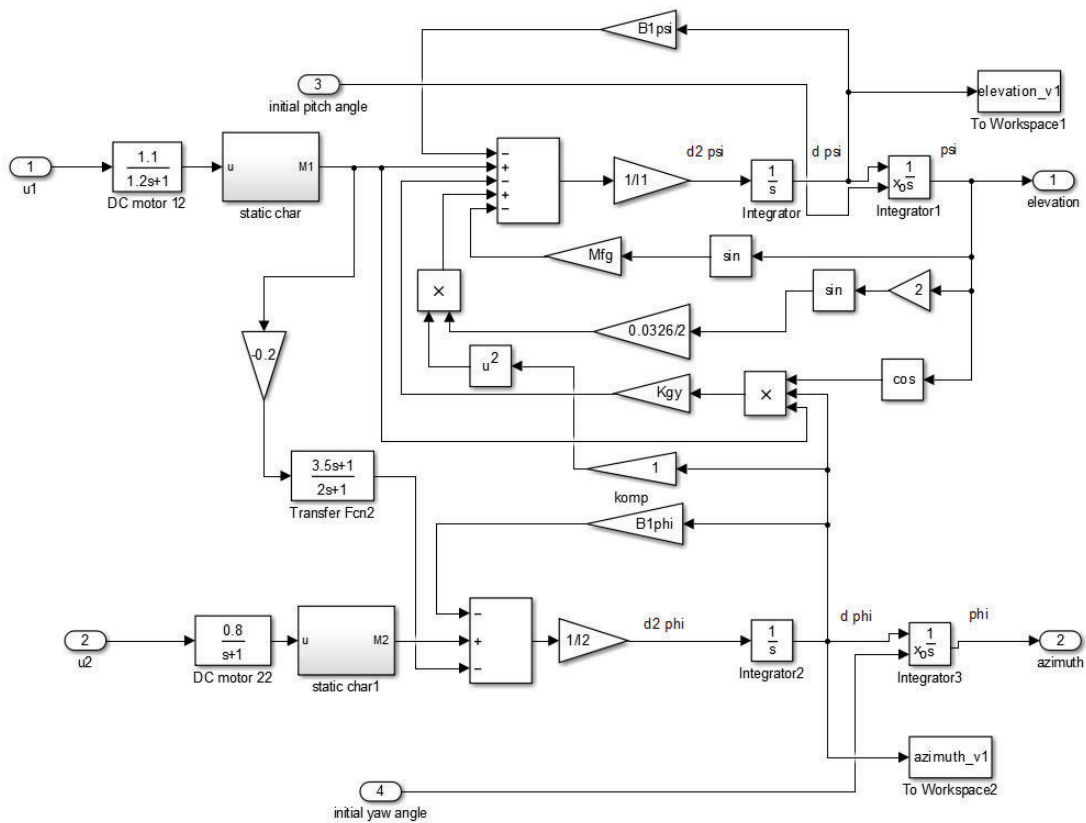 B1psi
3
initial pitch angle
elevation_v1
To Workspace1
1
u1
1.1
1.2s+1
DC motor 12
u
M1
static char
−
+
−
+
−
1/I1
d2 psi
1
s
Integrator
d psi
1
x₀ s
Integrator1
psi
1
elevation
Mfg
sin
×
0.0326/2
sin
2
u²
Kgy
×
cos
-0.2
1
komp
3.5s+1
2s+1
Transfer Fcn2
B1phi
2
u2
0.8
s+1
DC motor 22
u
M2
static char1
−
+
−
1/I2
d2 phi
1
s
Integrator2
d phi
1
x₀ s
Integrator3
phi
2
azimuth
azimuth_v1
To Workspace2
4
initial yaw angle